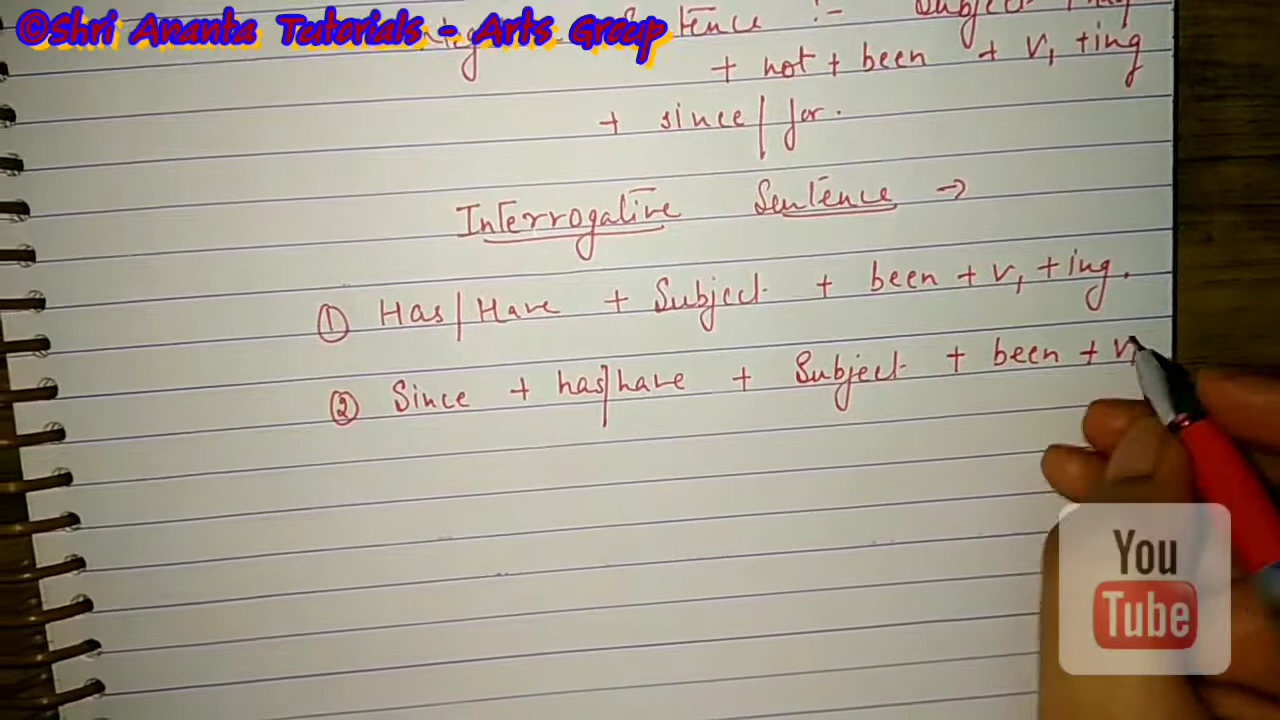 ©Shri Ananta Tutorials - Arts Group
+ not + been + V₁ +ing
+ since/for.
Interrogative Sentence →
① Has/Have + Subject + been + V₁ +ing.
② Since + has/have + Subject + been + V₁
You
Tube